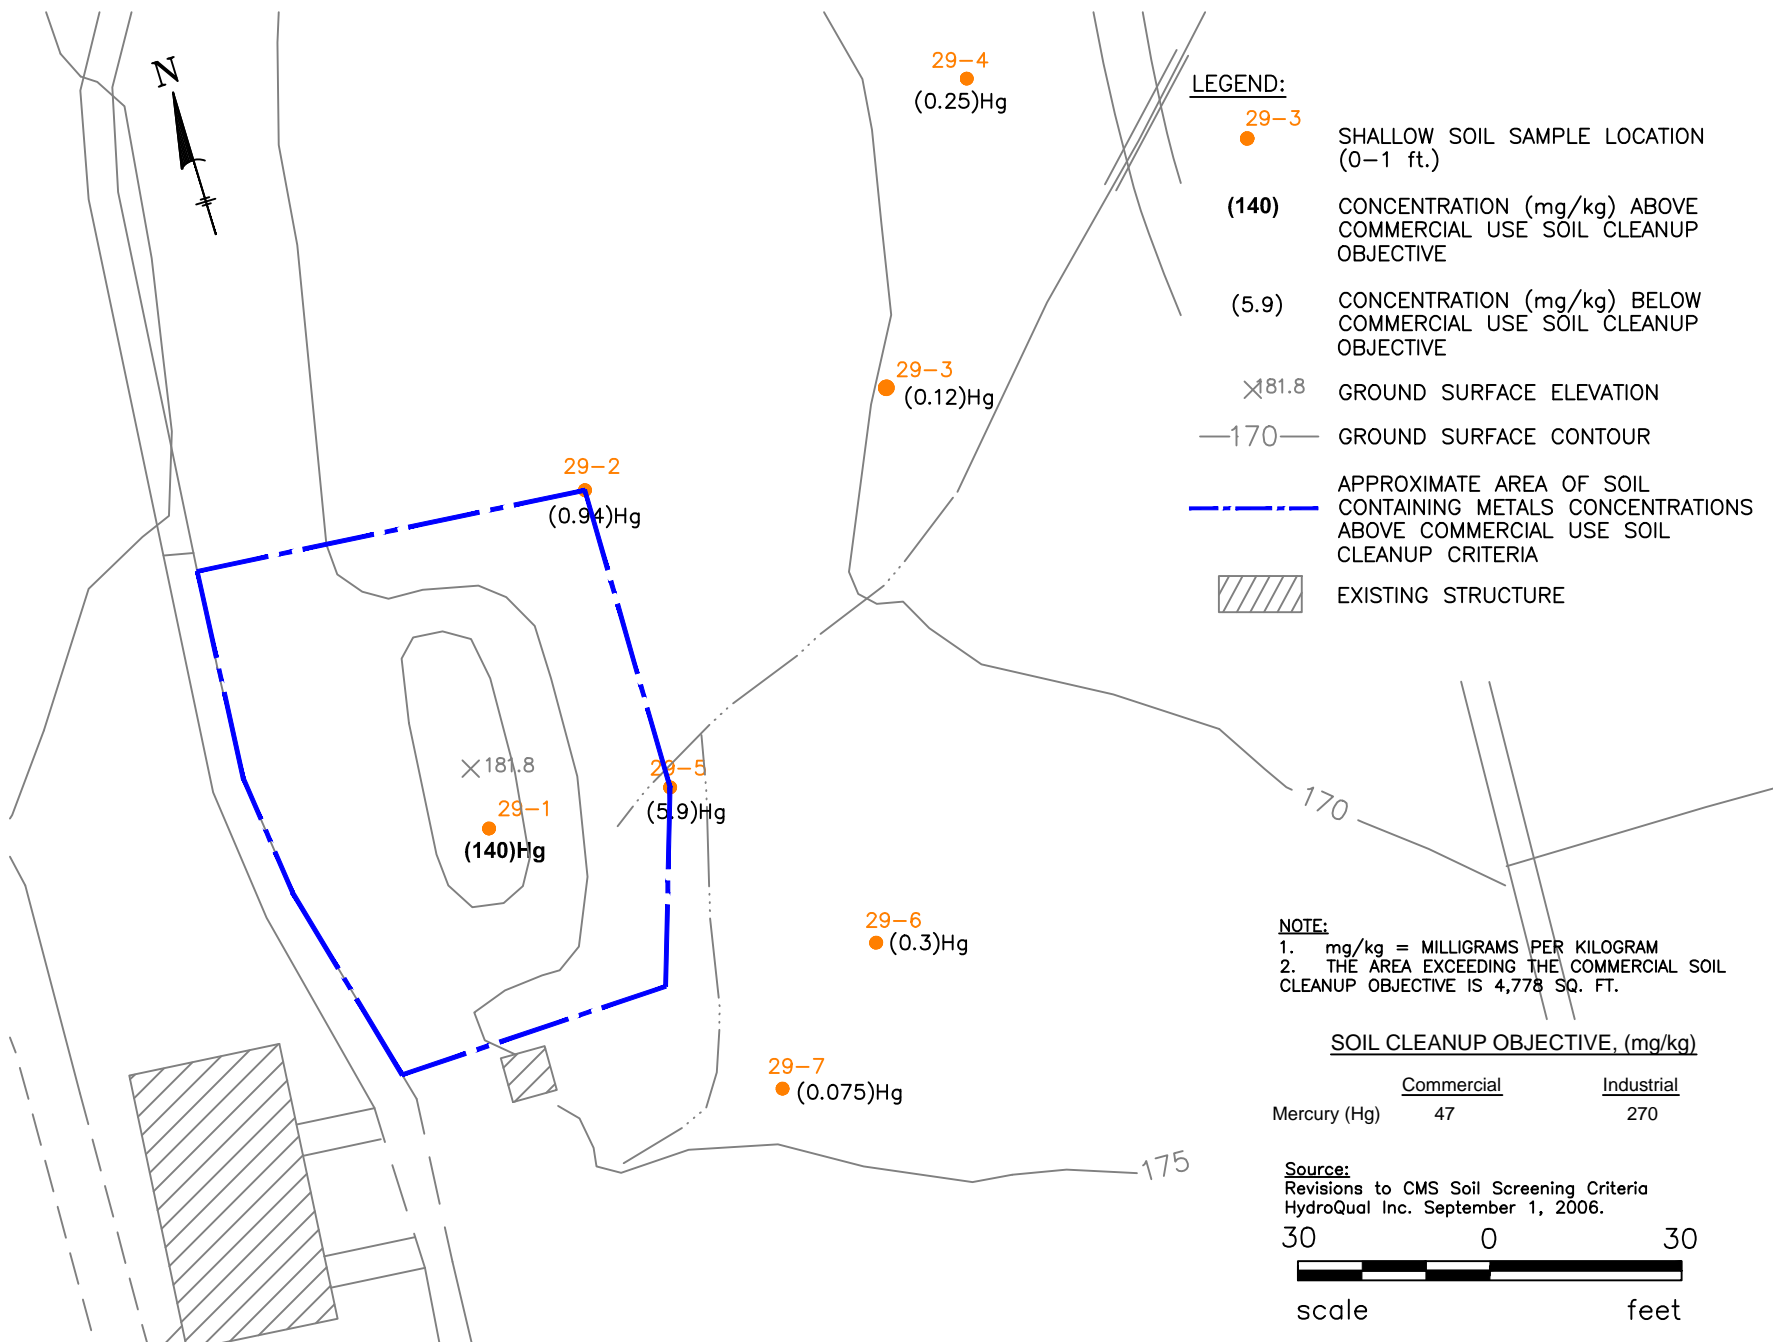 N
29-4
(0.25)Hg
29-3
(0.12)Hg
29-2
(0.94)Hg
181.8
29-1
(140)Hg
29-5
(5.9)Hg
29-6
(0.3)Hg
29-7
(0.075)Hg
170
175
LEGEND:
29-3
SHALLOW SOIL SAMPLE LOCATION
(0-1 ft.)
(140)
CONCENTRATION (mg/kg) ABOVE
COMMERCIAL USE SOIL CLEANUP
OBJECTIVE
(5.9)
CONCENTRATION (mg/kg) BELOW
COMMERCIAL USE SOIL CLEANUP
OBJECTIVE
181.8
GROUND SURFACE ELEVATION
170
GROUND SURFACE CONTOUR
APPROXIMATE AREA OF SOIL
CONTAINING METALS CONCENTRATIONS
ABOVE COMMERCIAL USE SOIL
CLEANUP CRITERIA
EXISTING STRUCTURE
NOTE:
1. mg/kg = MILLIGRAMS PER KILOGRAM
2. THE AREA EXCEEDING THE COMMERCIAL SOIL
CLEANUP OBJECTIVE IS 4,778 SQ. FT.
SOIL CLEANUP OBJECTIVE, (mg/kg)
Commercial Industrial
Mercury (Hg) 47 270
Source:
Revisions to CMS Soil Screening Criteria
HydroQual Inc. September 1, 2006.
30 0 30
scale feet